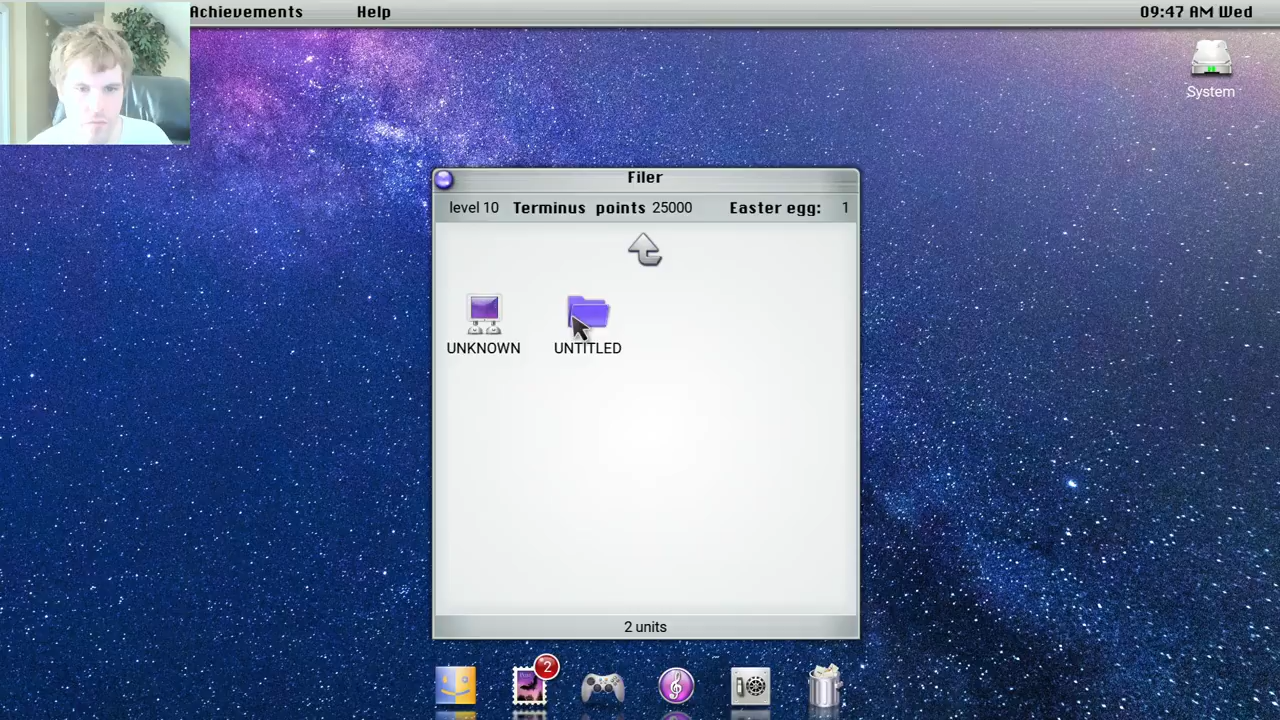 Achievements Help 09:47 AM Wed
System
Filer
level 10 Terminus points 25000 Easter egg: 1
UNKNOWN UNTITLED
2 units
2